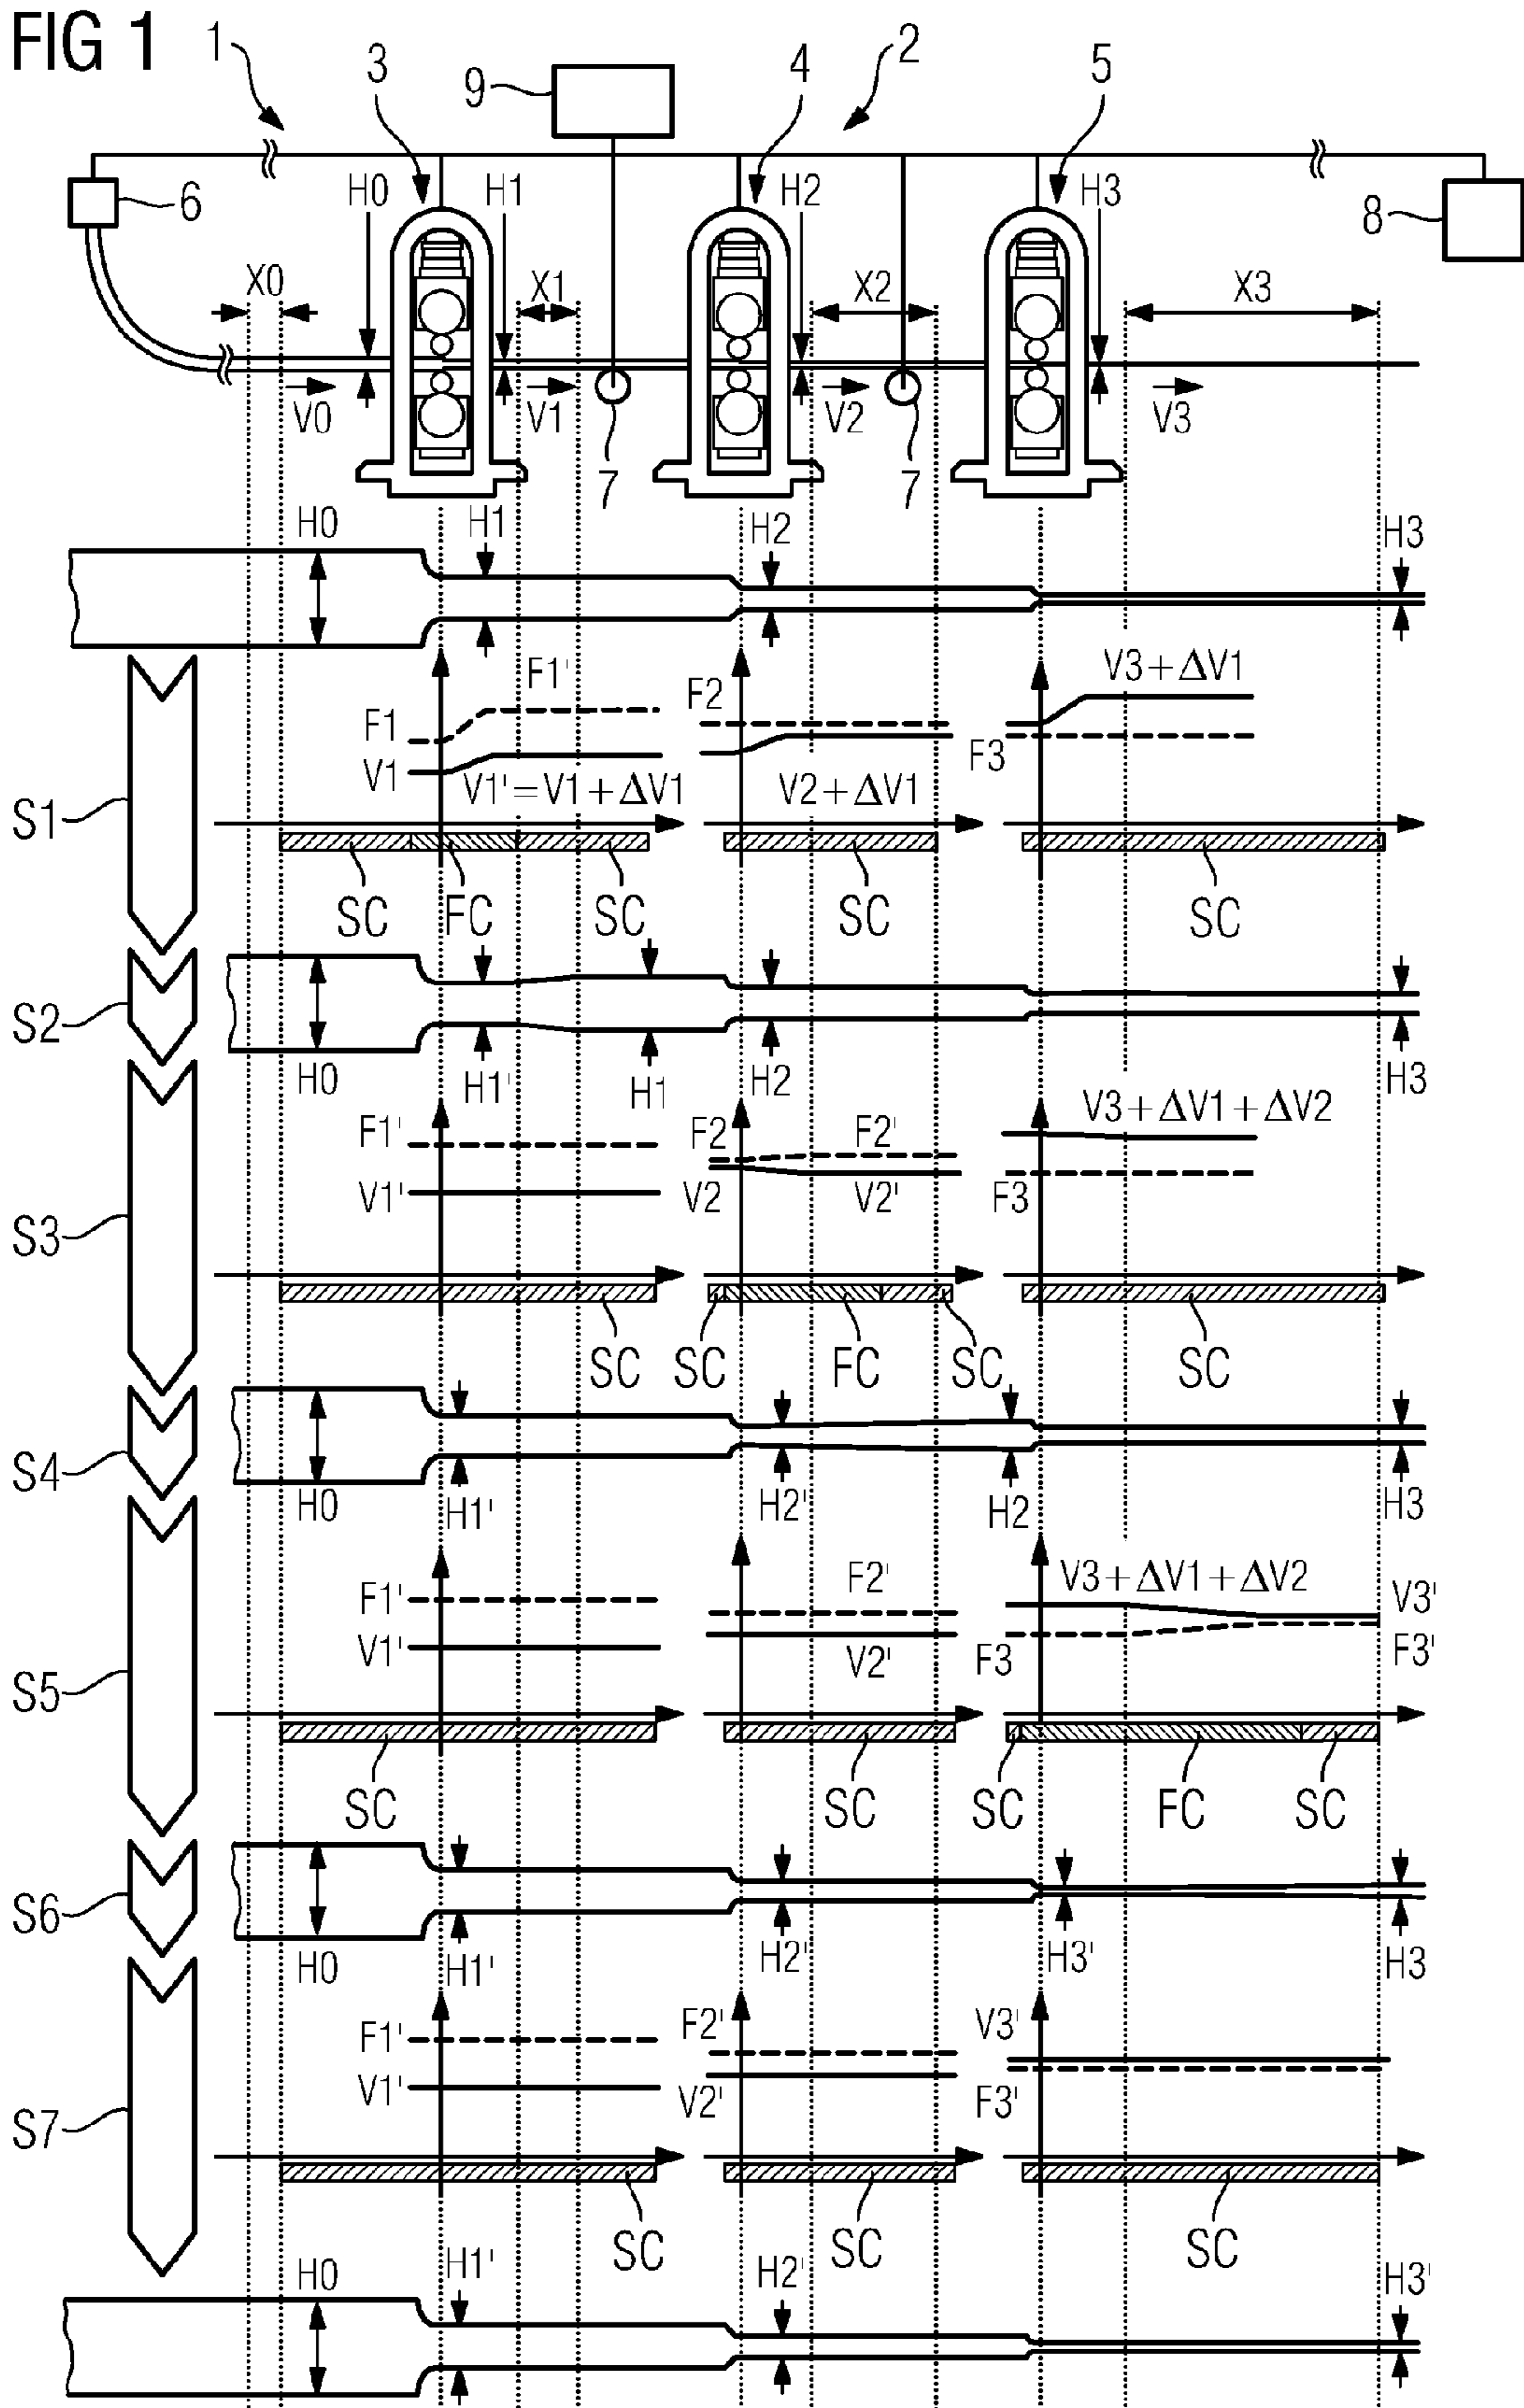 FIG 1
1
3
9
4
2
5
6
H0
H1
H2
H3
8
X0
X1
X2
X3
V0
V1
V2
V3
7
7
H0
H1
H2
H3
F1'
F2
V3+ΔV1
F1
V1
F3
V1'=V1+ΔV1
V2+ΔV1
S1
SC
FC
SC
SC
SC
S2
H0
H1'
H1
H2
H3
F1'
F2
F2'
V3+ΔV1+ΔV2
V1'
V2
V2'
F3
S3
SC
SC
FC
SC
SC
S4
H0
H1'
H2'
H2
H3
F1'
F2'
V3+ΔV1+ΔV2
V3'
V1'
V2'
F3
F3'
S5
SC
SC
SC
FC
SC
S6
H0
H1'
H2'
H3'
H3
F1'
F2'
V3'
V1'
V2'
F3'
S7
SC
SC
SC
H0
H1'
H2'
H3'